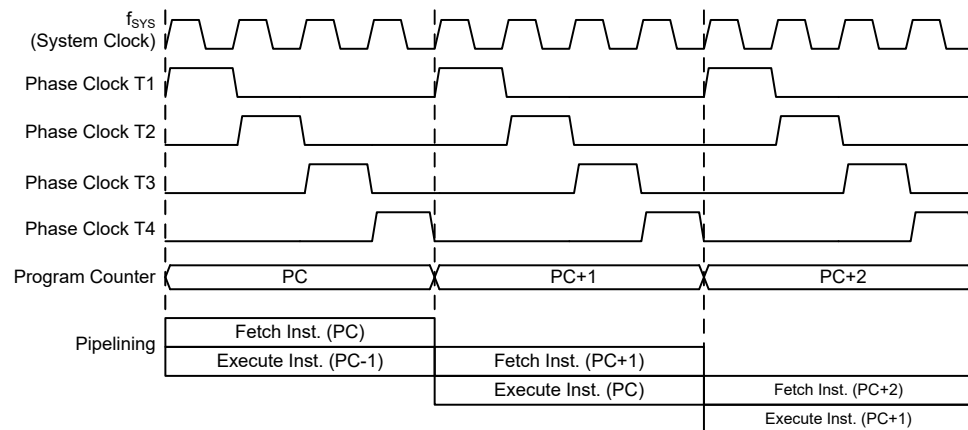 fSYS
(System Clock)
Phase Clock T1
Phase Clock T2
Phase Clock T3
Phase Clock T4
Program Counter PC PC+1 PC+2
Pipelining
Fetch Inst. (PC)
Execute Inst. (PC-1) Fetch Inst. (PC+1)
Execute Inst. (PC) Fetch Inst. (PC+2)
Execute Inst. (PC+1)